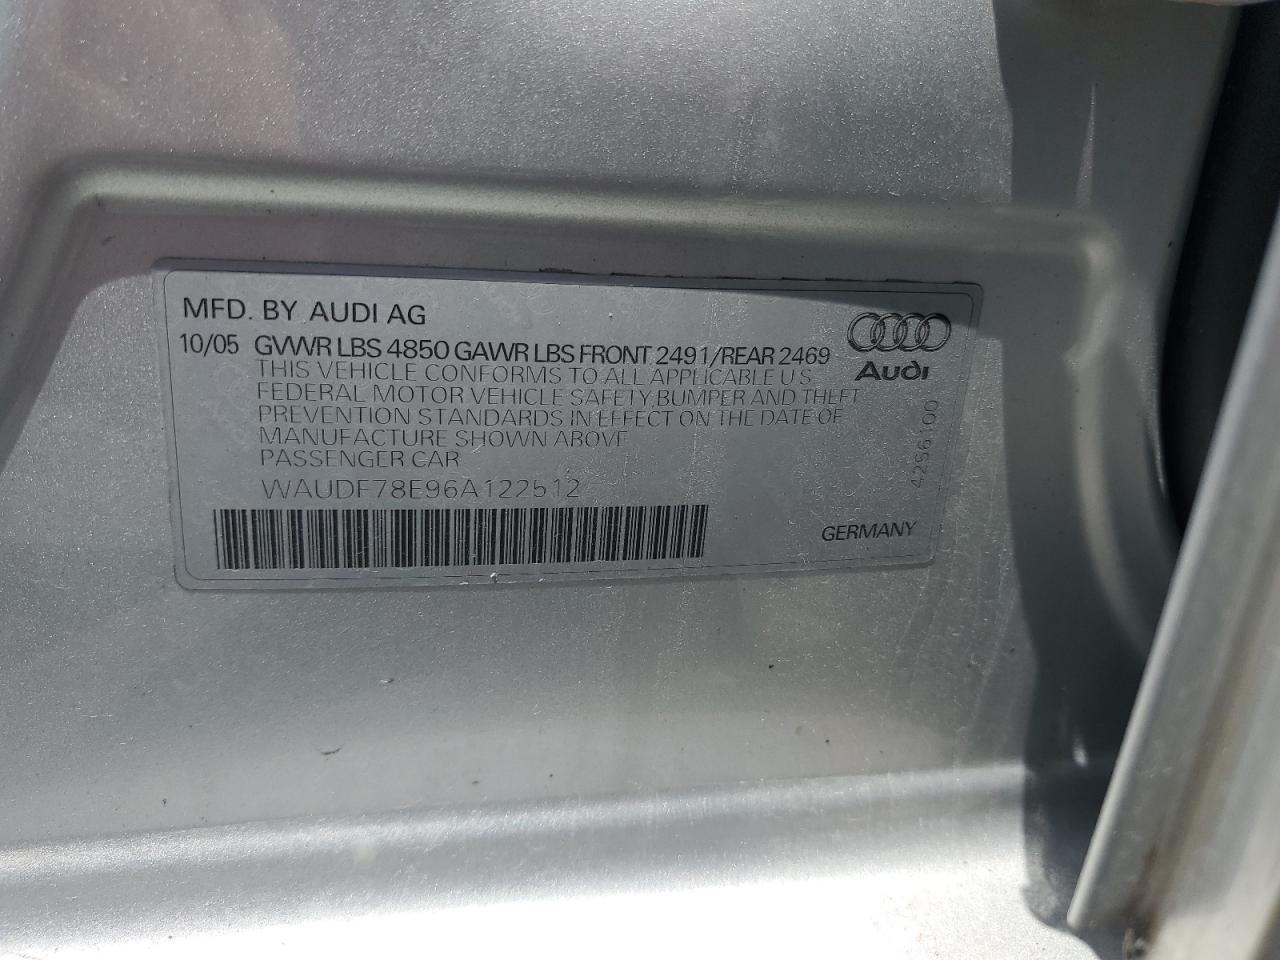 MFD. BY AUDI AG
10/05 GVWR LBS 4850 GAWR LBS FRONT 2491/REAR 2469
THIS VEHICLE CONFORMS TO ALL APPLICABLE U S
FEDERAL MOTOR VEHICLE SAFETY,BUMPER AND THEFT
PREVENTION STANDARDS IN EFFECT ON THE DATE OF
MANUFACTURE SHOWN ABOVE
PASSENGER CAR
WAUDF78E96A122512
Audi
4256100
GERMANY